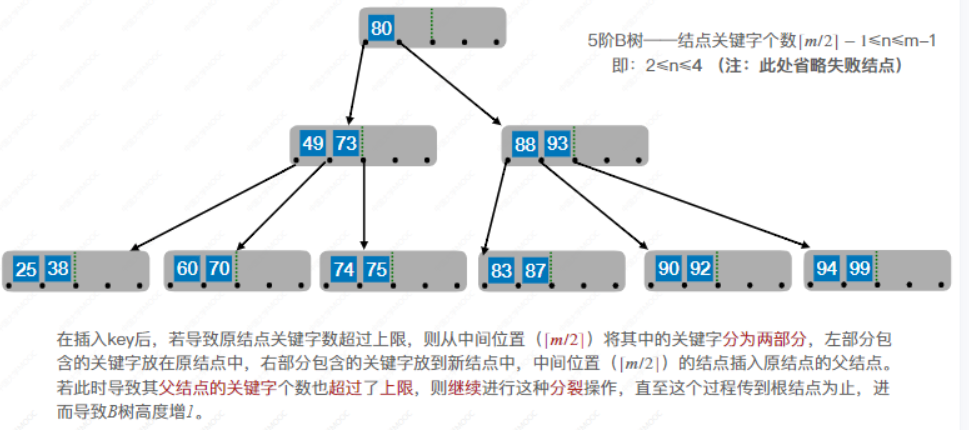 80
5阶B树——结点关键字个数⌈m/2⌉ − 1≤n≤m−1
即：2≤n≤4 （注：此处省略失败结点）
49 73
88 93
25 38
60 70
74 75
83 87
90 92
94 99
在插入key后，若导致原结点关键字数超过上限，则从中间位置（⌈m/2⌉）将其中的关键字分为两部分，左部分包
含的关键字放在原结点中，右部分包含的关键字放到新结点中，中间位置（⌈m/2⌉）的结点插入原结点的父结点。
若此时导致其父结点的关键字个数也超过了上限，则继续进行这种分裂操作，直至这个过程传到根结点为止，进
而导致B树高度增1。